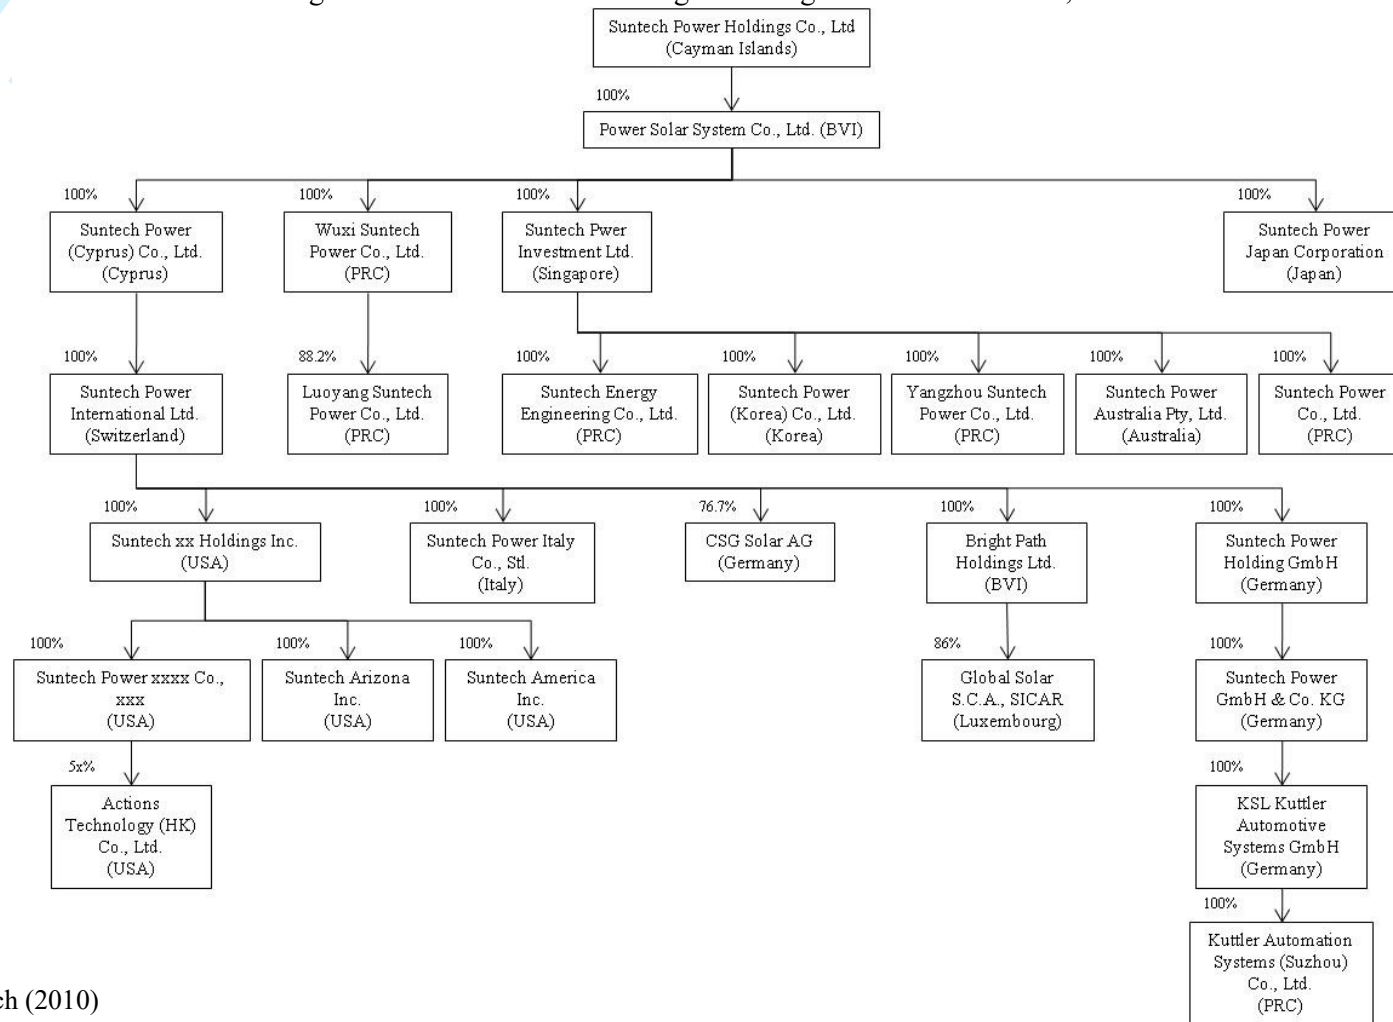 Suntech Power Holdings Co., Ltd
(Cayman Islands)
100%
Power Solar System Co., Ltd. (BVI)
100%
100%
100%
100%
Suntech Power
(Cyprus) Co., Ltd.
(Cyprus)
Wuxi Suntech
Power Co., Ltd.
(PRC)
Suntech Pwer
Investment Ltd.
(Singapore)
Suntech Power
Japan Corporation
(Japan)
100%
88.2%
100%
100%
100%
100%
100%
Suntech Power
International Ltd.
(Switzerland)
Luoyang Suntech
Power Co., Ltd.
(PRC)
Suntech Energy
Engineering Co., Ltd.
(PRC)
Suntech Power
(Korea) Co., Ltd.
(Korea)
Yangzhou Suntech
Power Co., Ltd.
(PRC)
Suntech Power
Australia Pty, Ltd.
(Australia)
Suntech Power
Co., Ltd.
(PRC)
100%
100%
76.7%
100%
100%
Suntech xx Holdings Inc.
(USA)
Suntech Power Italy
Co., Stl.
(Italy)
CSG Solar AG
(Germany)
Bright Path
Holdings Ltd.
(BVI)
Suntech Power
Holding GmbH
(Germany)
100%
100%
100%
86%
100%
Suntech Power xxxx Co.,
xxx
(USA)
Suntech Arizona
Inc.
(USA)
Suntech America
Inc.
(USA)
Global Solar
S.C.A., SICAR
(Luxembourg)
Suntech Power
GmbH & Co. KG
(Germany)
5x%
100%
Actions
Technology (HK)
Co., Ltd.
(USA)
KSL Kuttler
Automotive
Systems GmbH
(Germany)
100%
Kuttler Automation
Systems (Suzhou)
Co., Ltd.
(PRC)
ch (2010)